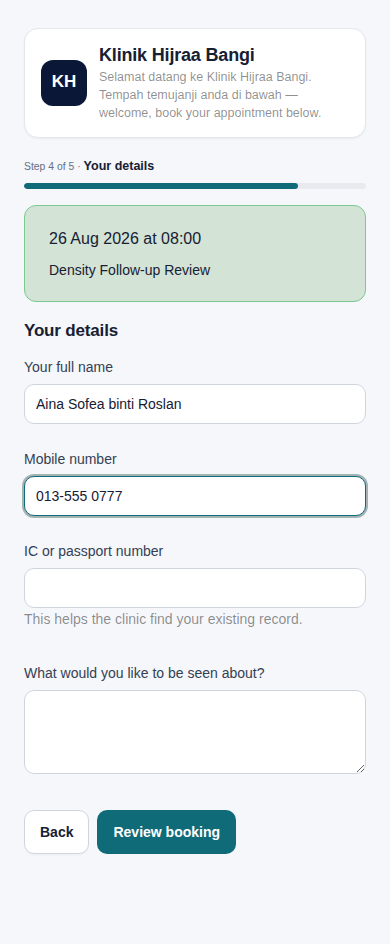 KH
Klinik Hijraa Bangi
Selamat datang ke Klinik Hijraa Bangi.
Tempah temujanji anda di bawah —
welcome, book your appointment below.
Step 4 of 5 · Your details
26 Aug 2026 at 08:00
Density Follow-up Review
Your details
Your full name
Aina Sofea binti Roslan
Mobile number
013-555 0777
IC or passport number
This helps the clinic find your existing record.
What would you like to be seen about?
Back
Review booking